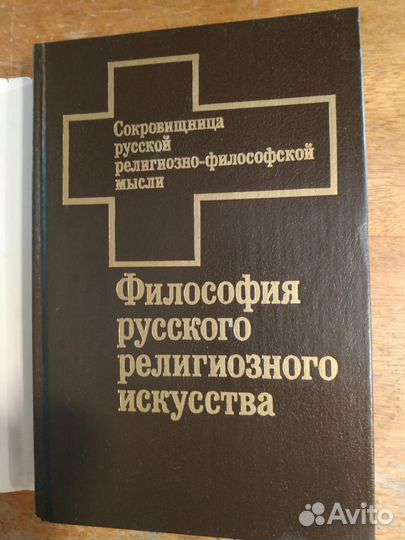 Сокровищница
русской
религиозно-философской
мысли
Философия
русского
религиозного
искусства
Avito